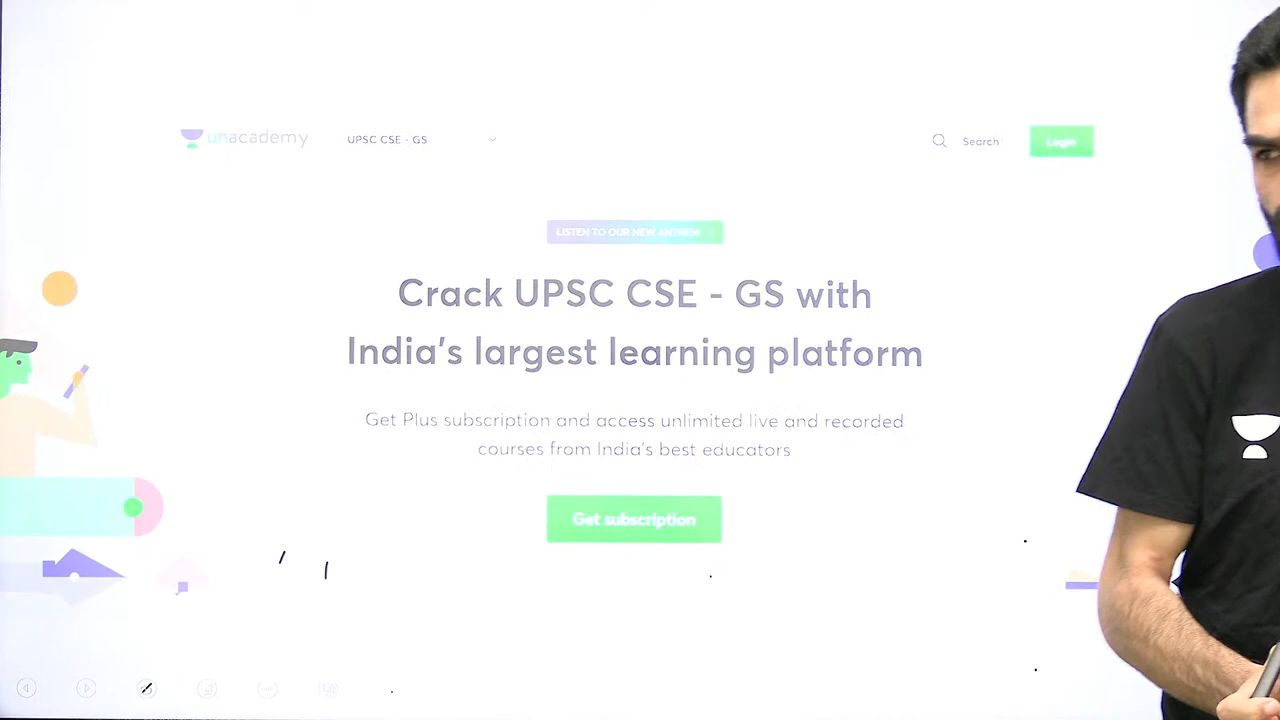 unacademy
UPSC CSE - GS
Search
Login
LISTEN TO OUR NEW ANTHEM
Crack UPSC CSE - GS with
India's largest learning platform
Get Plus subscription and access unlimited live and recorded
courses from India's best educators
Get subscription